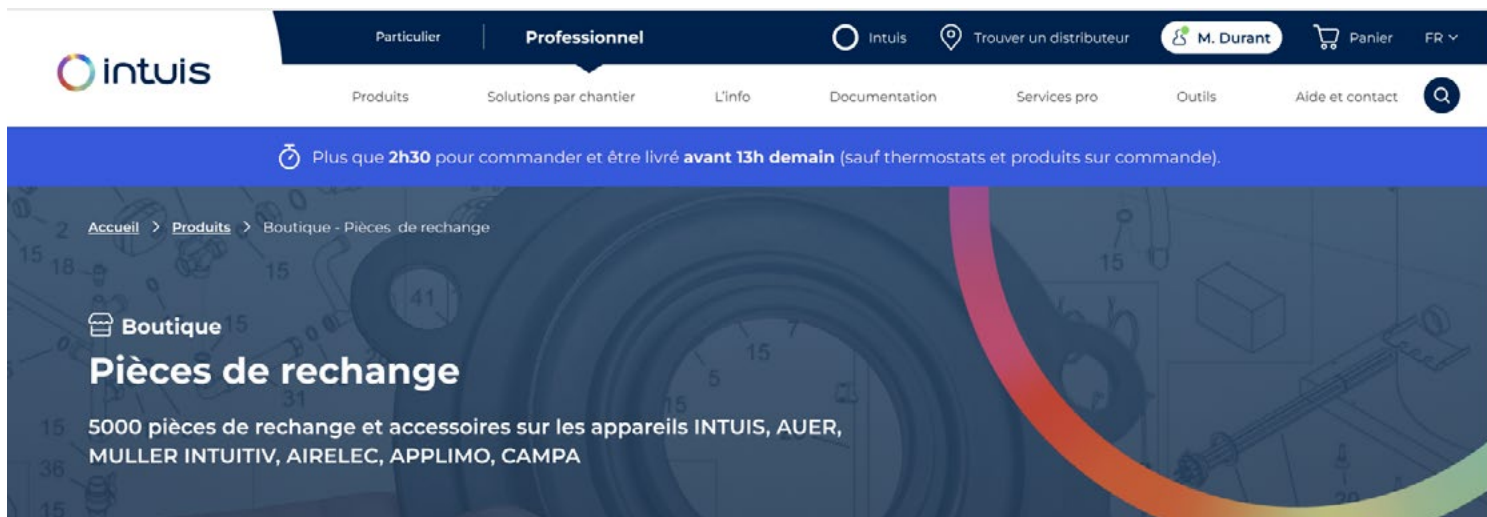 intuis
Particulier
Professionnel
Intuis
Trouver un distributeur
M. Durant
Panier
FR
Produits
Solutions par chantier
L'info
Documentation
Services pro
Outils
Aide et contact
Plus que 2h30 pour commander et être livré avant 13h demain (sauf thermostats et produits sur commande).
Accueil > Produits > Boutique - Pièces de rechange
Boutique
Pièces de rechange
5000 pièces de rechange et accessoires sur les appareils INTUIS, AUER,
MULLER INTUITIV, AIRELEC, APPLIMO, CAMPA